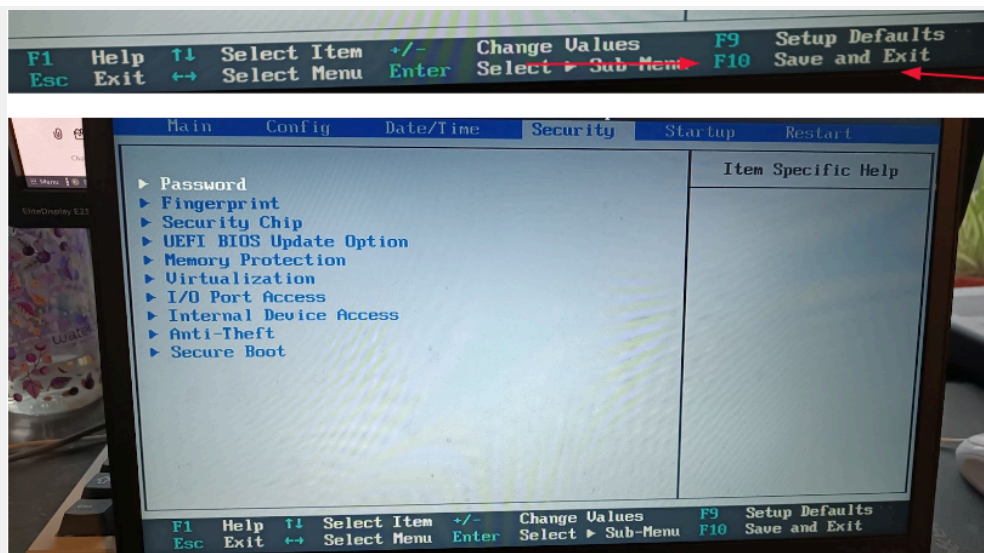 F1 Help ↑↓ Select Item +/- Change Values F9 Setup Defaults
Esc Exit ↔ Select Menu Enter Select ▶ Sub-Menu F10 Save and Exit
Main Config Date/Time Security Startup Restart
Item Specific Help
▶ Password
▶ Fingerprint
▶ Security Chip
▶ UEFI BIOS Update Option
▶ Memory Protection
▶ Virtualization
▶ I/O Port Access
▶ Internal Device Access
▶ Anti-Theft
▶ Secure Boot
Menu
EliteDisplay
wate
F1 Help ↑↓ Select Item +/- Change Values F9 Setup Defaults
Esc Exit ↔ Select Menu Enter Select ▶ Sub-Menu F10 Save and Exit